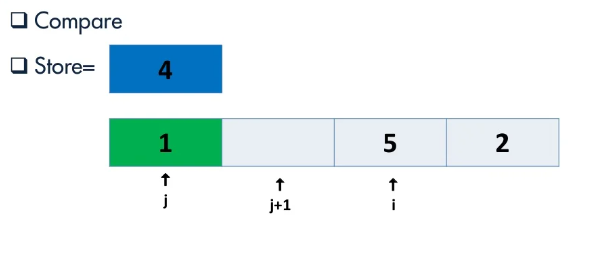 ❑ Compare
❑ Store= 4
1 5 2
j j+1 i